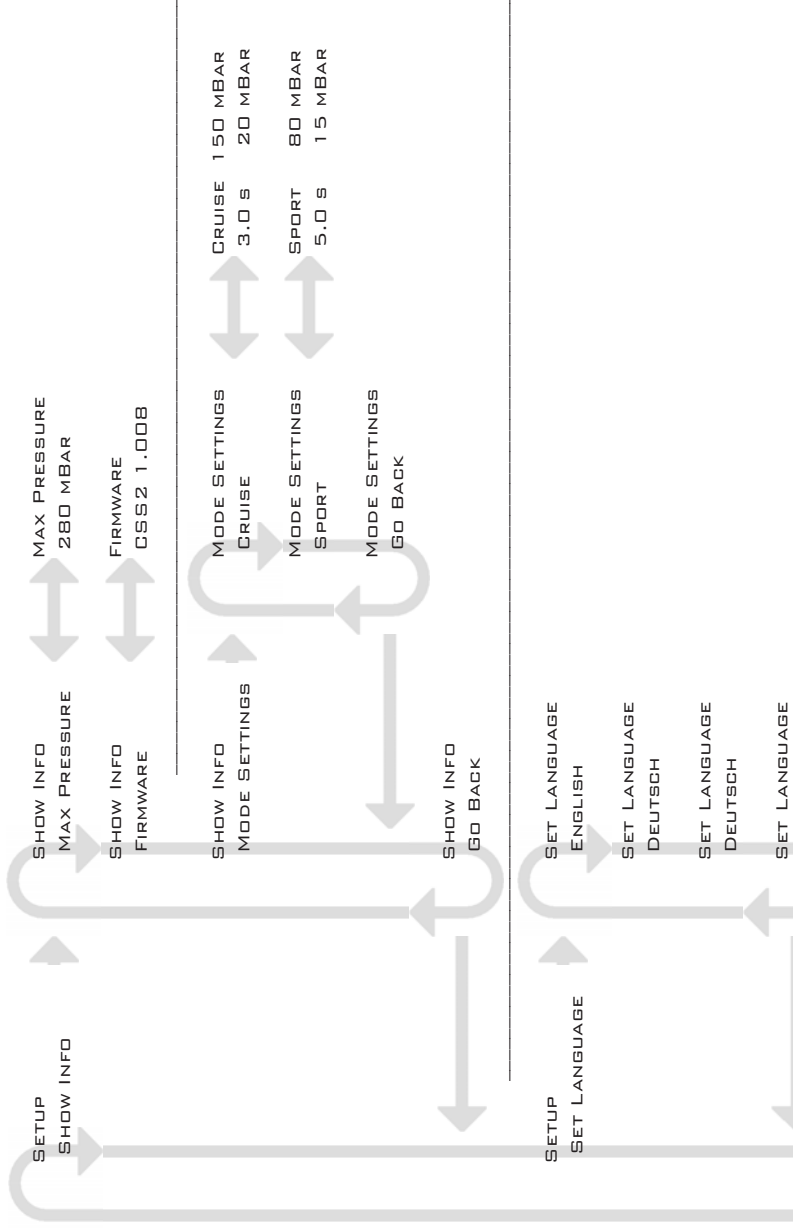 Setup
Show Info
Show Info
Max Pressure
Max Pressure
280 mBar
Show Info
Firmware
Firmware
CSS2 1.008
Show Info
Mode Settings
Mode Settings
Cruise
Cruise 150 mBar
3.0 s 20 mBar
Mode Settings
Sport
Sport 80 mBar
5.0 s 15 mBar
Mode Settings
Go Back
Show Info
Go Back
Setup
Set Language
Set Language
English
Set Language
Deutsch
Set Language
Deutsch
Set Language